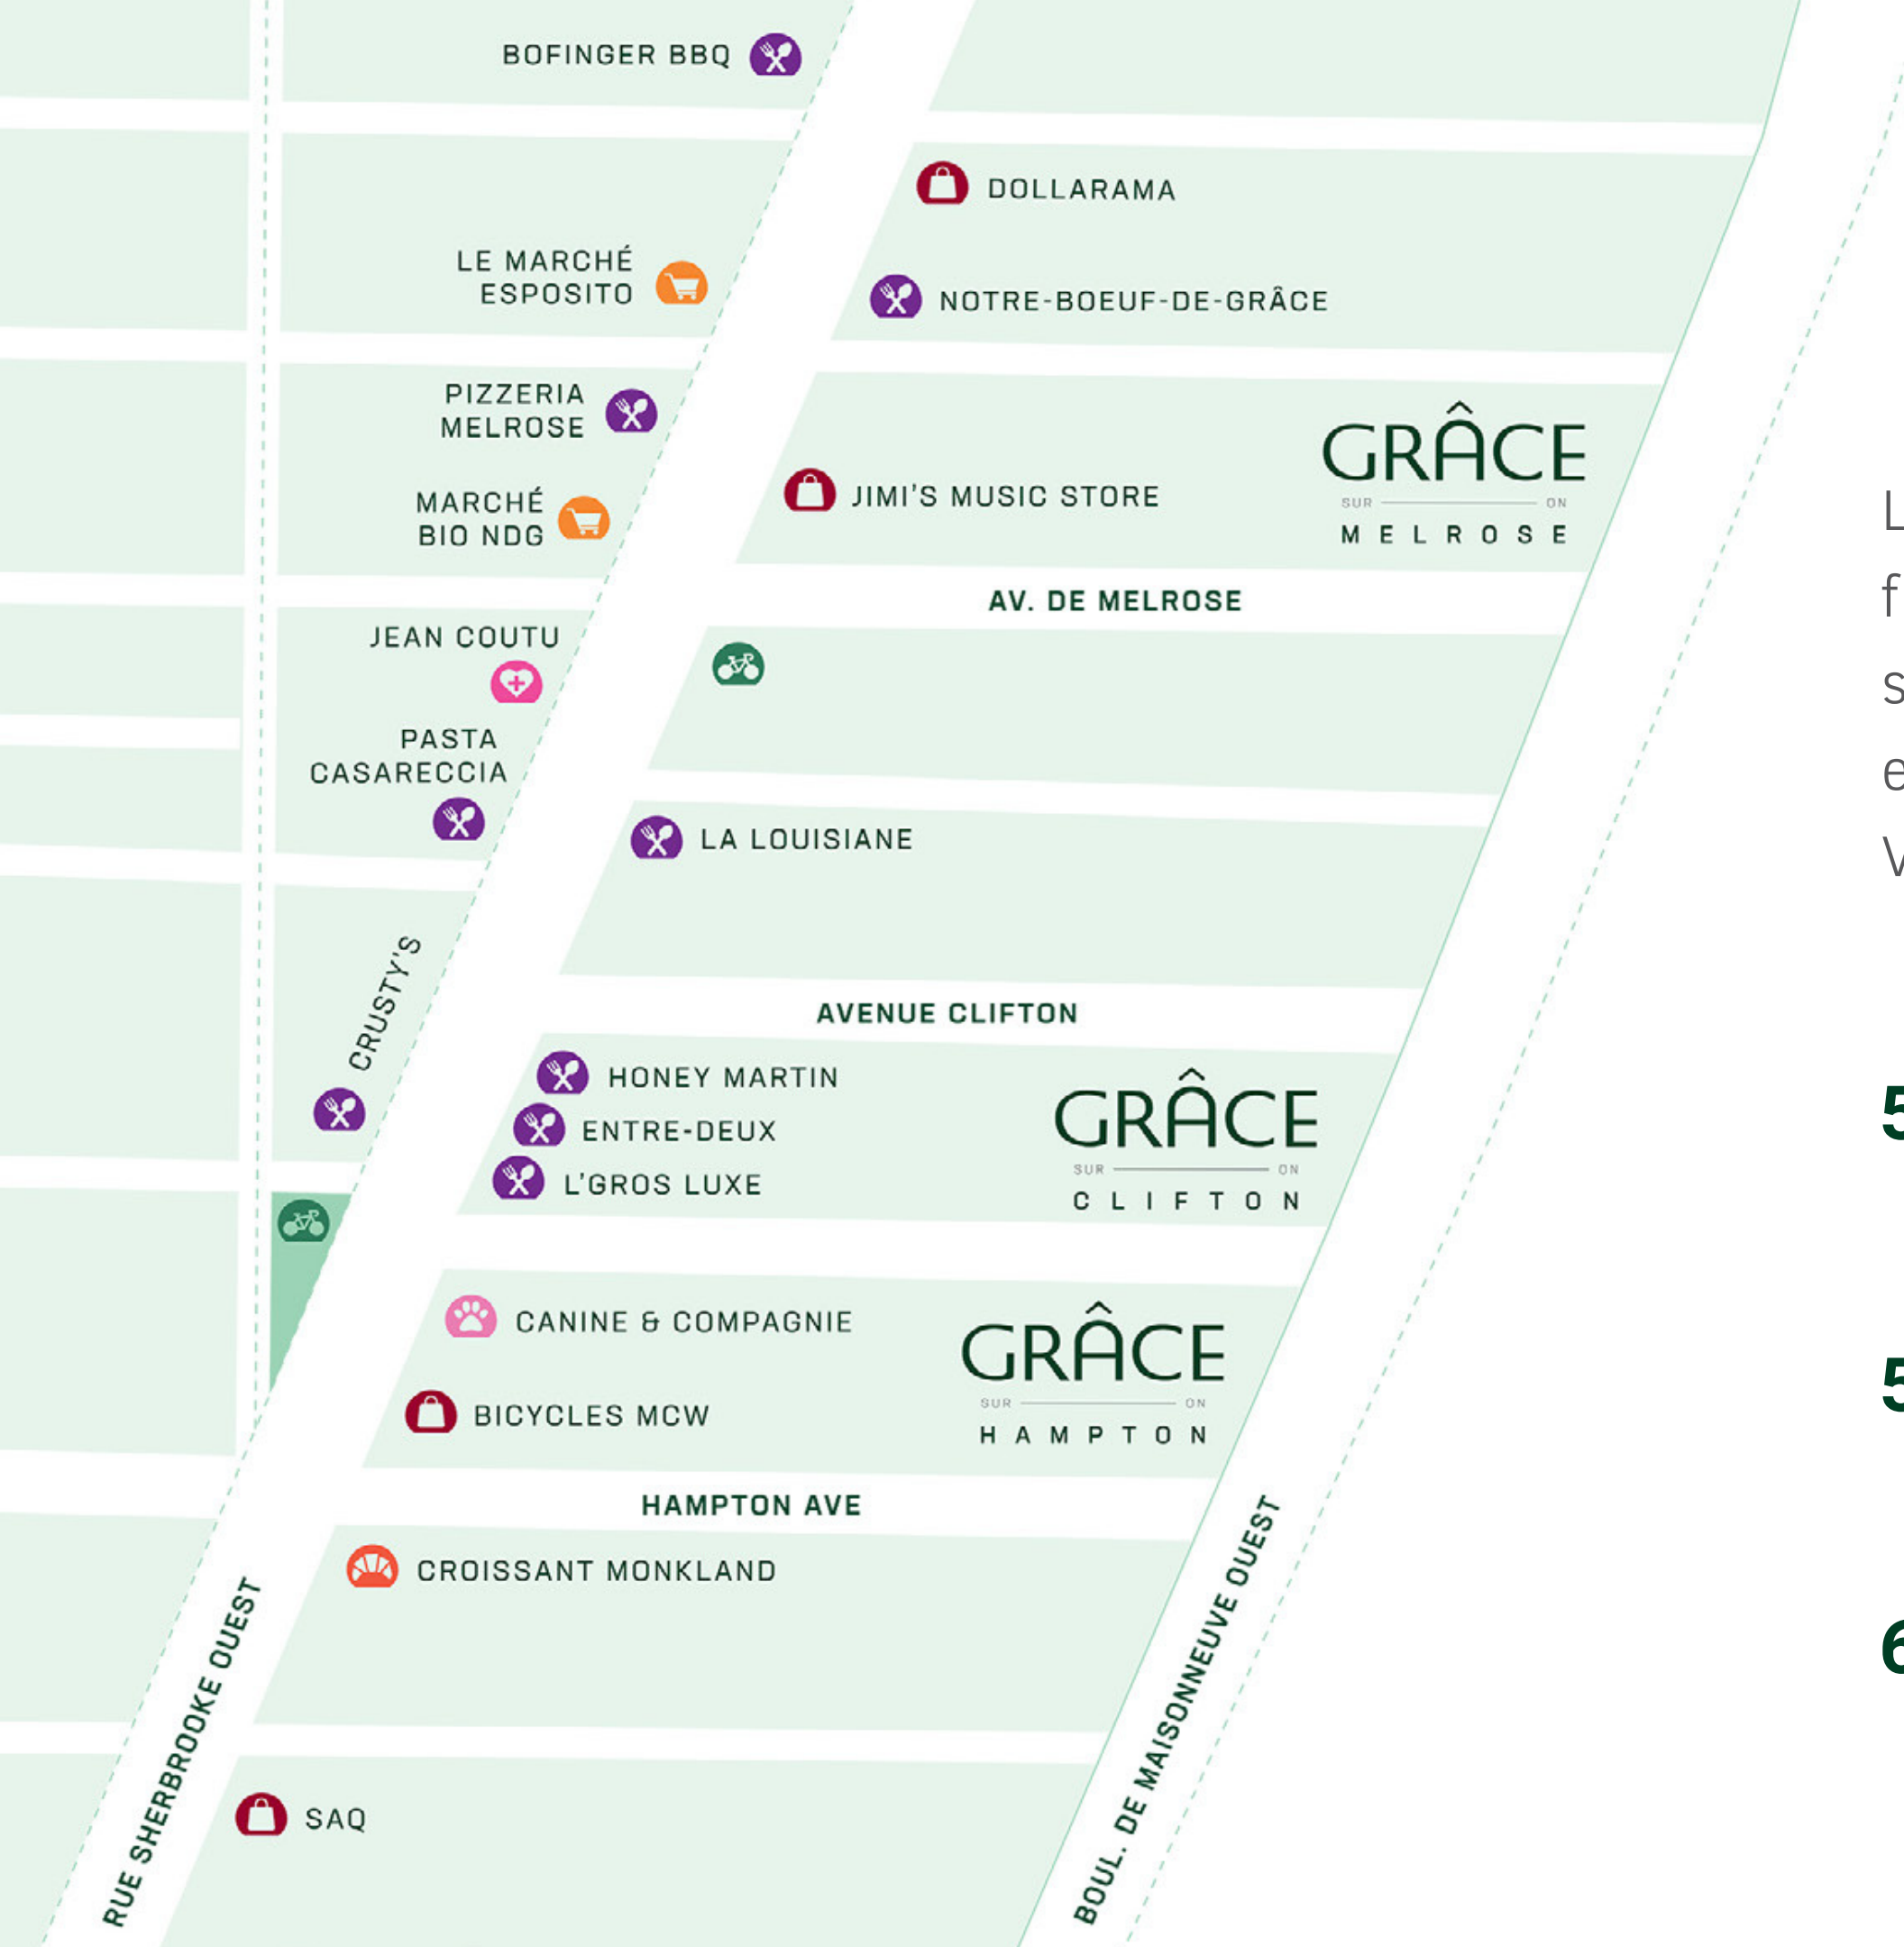 BOFINGER BBQ
DOLLARAMA
LE MARCHÉ
ESPOSITO
NOTRE-BOEUF-DE-GRÂCE
PIZZERIA
MELROSE
MARCHÉ
BIO NDG
JIMI'S MUSIC STORE
GRÂCE
SUR ON
MELROSE
AV. DE MELROSE
JEAN COUTU
PASTA
CASARECCIA
LA LOUISIANE
CRUSTY'S
AVENUE CLIFTON
HONEY MARTIN
ENTRE-DEUX
L'GROS LUXE
GRÂCE
SUR ON
CLIFTON
CANINE & COMPAGNIE
BICYCLES MCW
GRÂCE
SUR ON
HAMPTON
HAMPTON AVE
CROISSANT MONKLAND
RUE SHERBROOKE OUEST
BOUL. DE MAISONNEUVE OUEST
SAQ